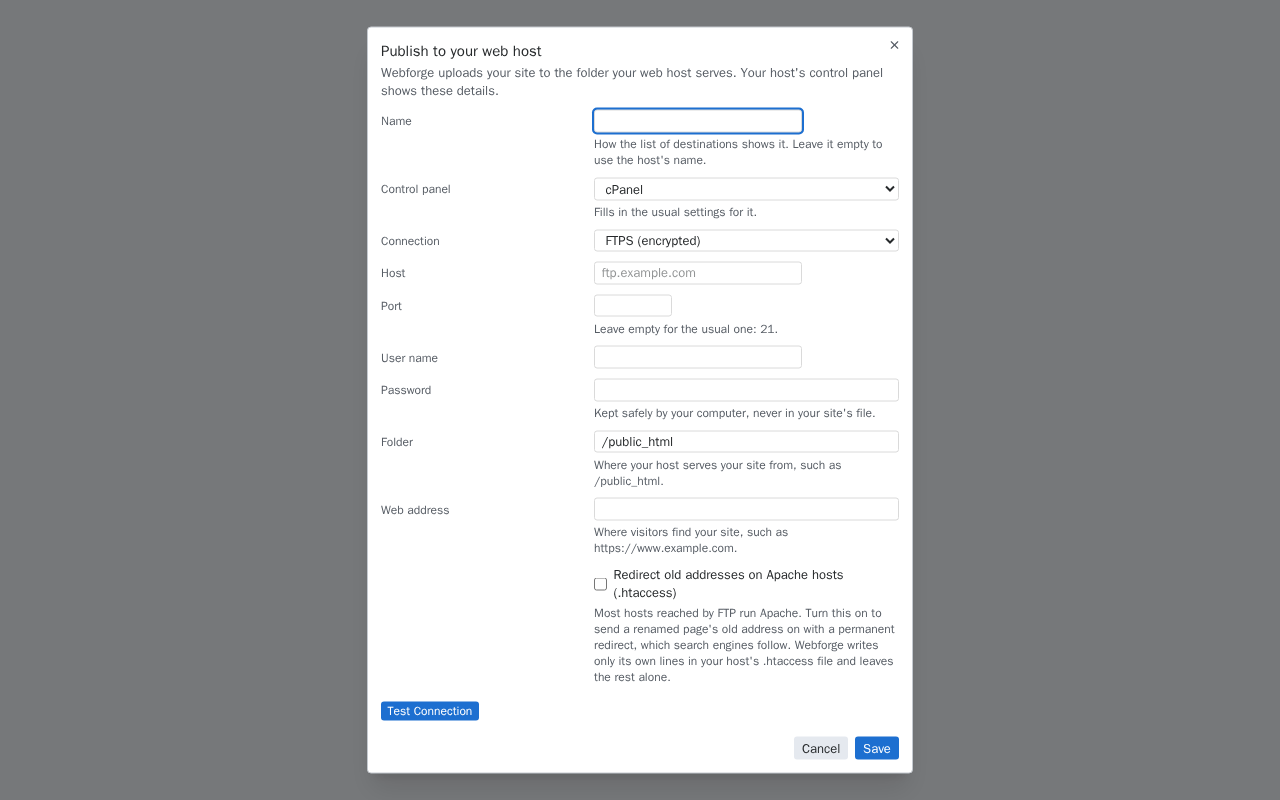 Publish to your web host
×
Webforge uploads your site to the folder your web host serves. Your host's control panel
shows these details.
Name
How the list of destinations shows it. Leave it empty to
use the host's name.
Control panel
cPanel
Fills in the usual settings for it.
Connection
FTPS (encrypted)
Host
ftp.example.com
Port
Leave empty for the usual one: 21.
User name
Password
Kept safely by your computer, never in your site's file.
Folder
/public_html
Where your host serves your site from, such as
/public_html.
Web address
Where visitors find your site, such as
https://www.example.com.
Redirect old addresses on Apache hosts
(.htaccess)
Most hosts reached by FTP run Apache. Turn this on to
send a renamed page's old address on with a permanent
redirect, which search engines follow. Webforge writes
only its own lines in your host's .htaccess file and leaves
the rest alone.
Test Connection
Cancel
Save